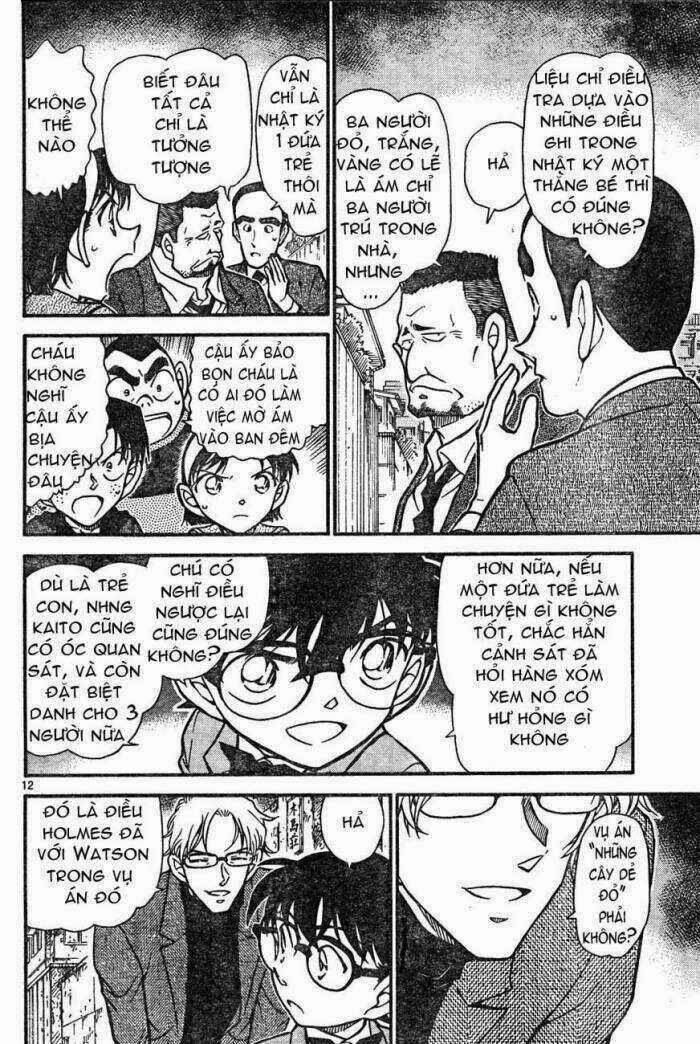 LIỆU CHỈ ĐIỀU
TRA DỰA VÀO
NHỮNG ĐIỀU
GHI TRONG
NHẬT KÝ MỘT
THẰNG BÉ THÌ
CÓ ĐÚNG
KHÔNG?
HẢ
BA NGƯỜI
ĐỎ, TRẮNG,
VÀNG CÓ LẼ
LÀ ÁM CHỈ
BA NGƯỜI
TRÚ TRONG
NHÀ,
NHƯNG
...
VẪN
CHỈ LÀ
NHẬT KÝ
1 ĐỨA
TRẺ
THÔI
MÀ
BIẾT ĐÂU
TẤT CẢ
CHỈ LÀ
TƯỞNG
TƯỢNG
KHÔNG
THỂ
NÀO
CẬU ẤY BẢO
BỌN CHÁU LÀ
CÓ AI ĐÓ LÀM
VIỆC MỜ ÁM
VÀO BAN ĐÊM
CHÁU
KHÔNG
NGHĨ
CẬU ẤY
BỊA
CHUYỆN
ĐÂU
HƠN NỮA, NẾU
MỘT ĐỨA TRẺ LÀM
CHUYỆN GÌ KHÔNG
TỐT, CHẮC HẲN
CẢNH SÁT ĐÃ
HỎI HÀNG XÓM
XEM NÓ CÓ
HƯ HỎNG GÌ
KHÔNG
CHÚ CÓ
NGHĨ ĐIỀU
NGƯỢC LẠI
CŨNG ĐÚNG
KHÔNG?
DÙ LÀ TRẺ
CON, NHNG
KAITO CŨNG
CÓ ÓC QUAN
SÁT, VÀ CÒN
ĐẶT BIỆT
DANH CHO 3
NGƯỜI NỮA
12
VỤ ÁN
"NHỮNG
CÂY DẺ
ĐỎ"
PHẢI
KHÔNG?
HẢ
ĐÓ LÀ ĐIỀU
HOLMES ĐÃ
VỚI WATSON
TRONG VỤ
ÁN ĐÓ